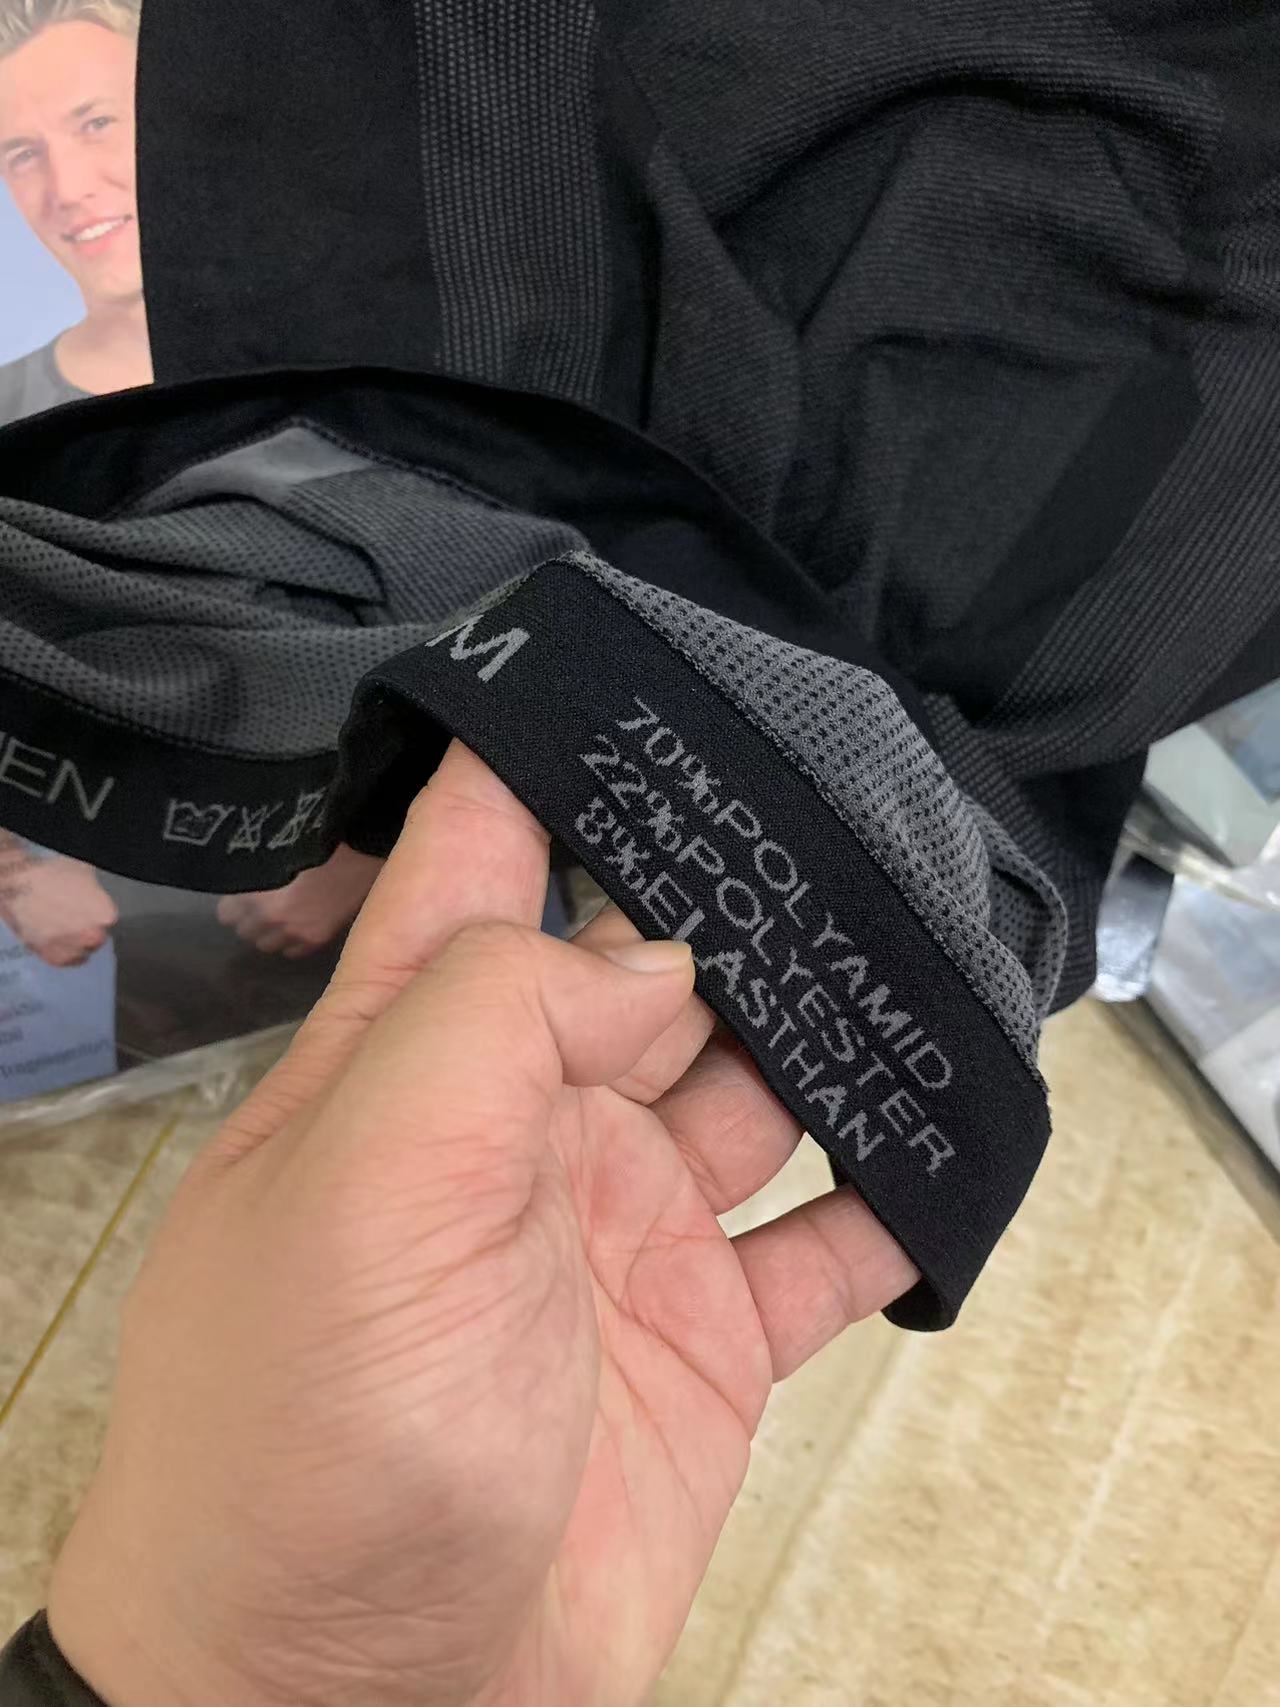 M
70%POLYAMID
22%POLYESTER
8%ELASTHAN
EN